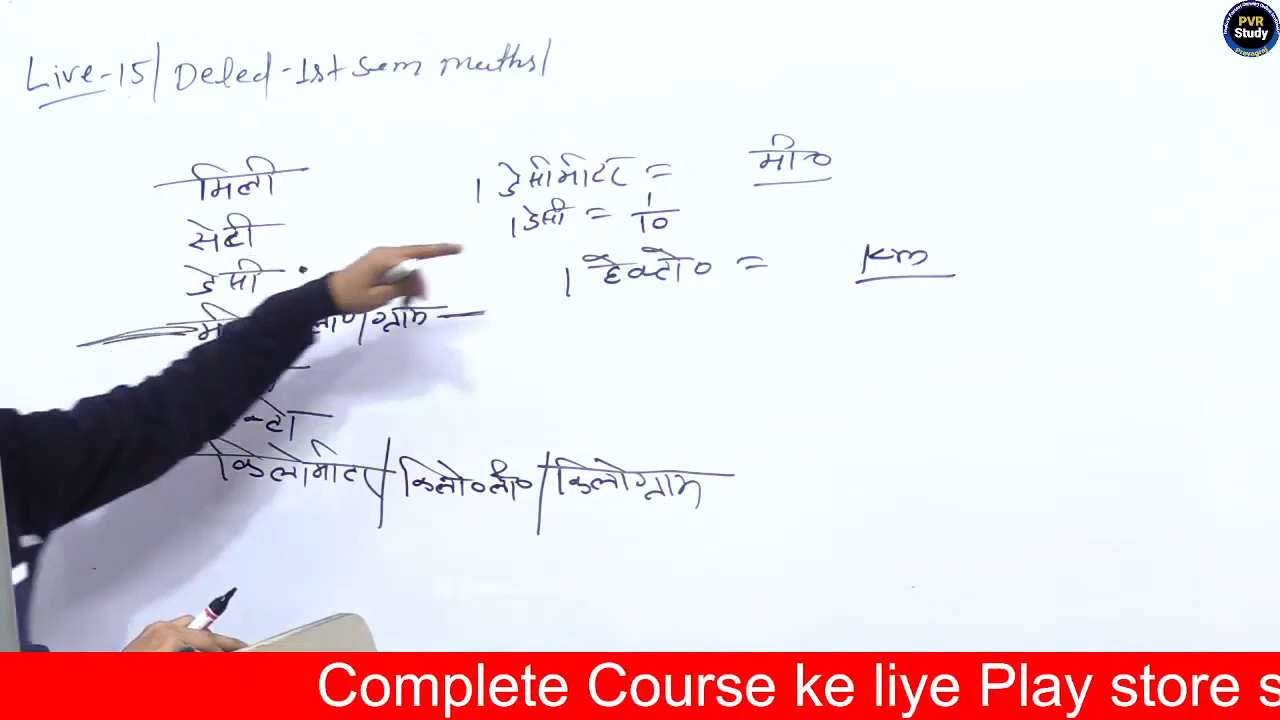 Live-15/ Deled-1st sem maths/
मिली
सेंटी
डेसी
ग्राम
किलोमीटर/ किलो०ली०/ किलोग्राम
1 डेसीमीटर = मी०
1 डेसी = 1/10
1 हैक्टो० = km
PVR
Study
Prayagraj
Complete Course ke liye Play store s